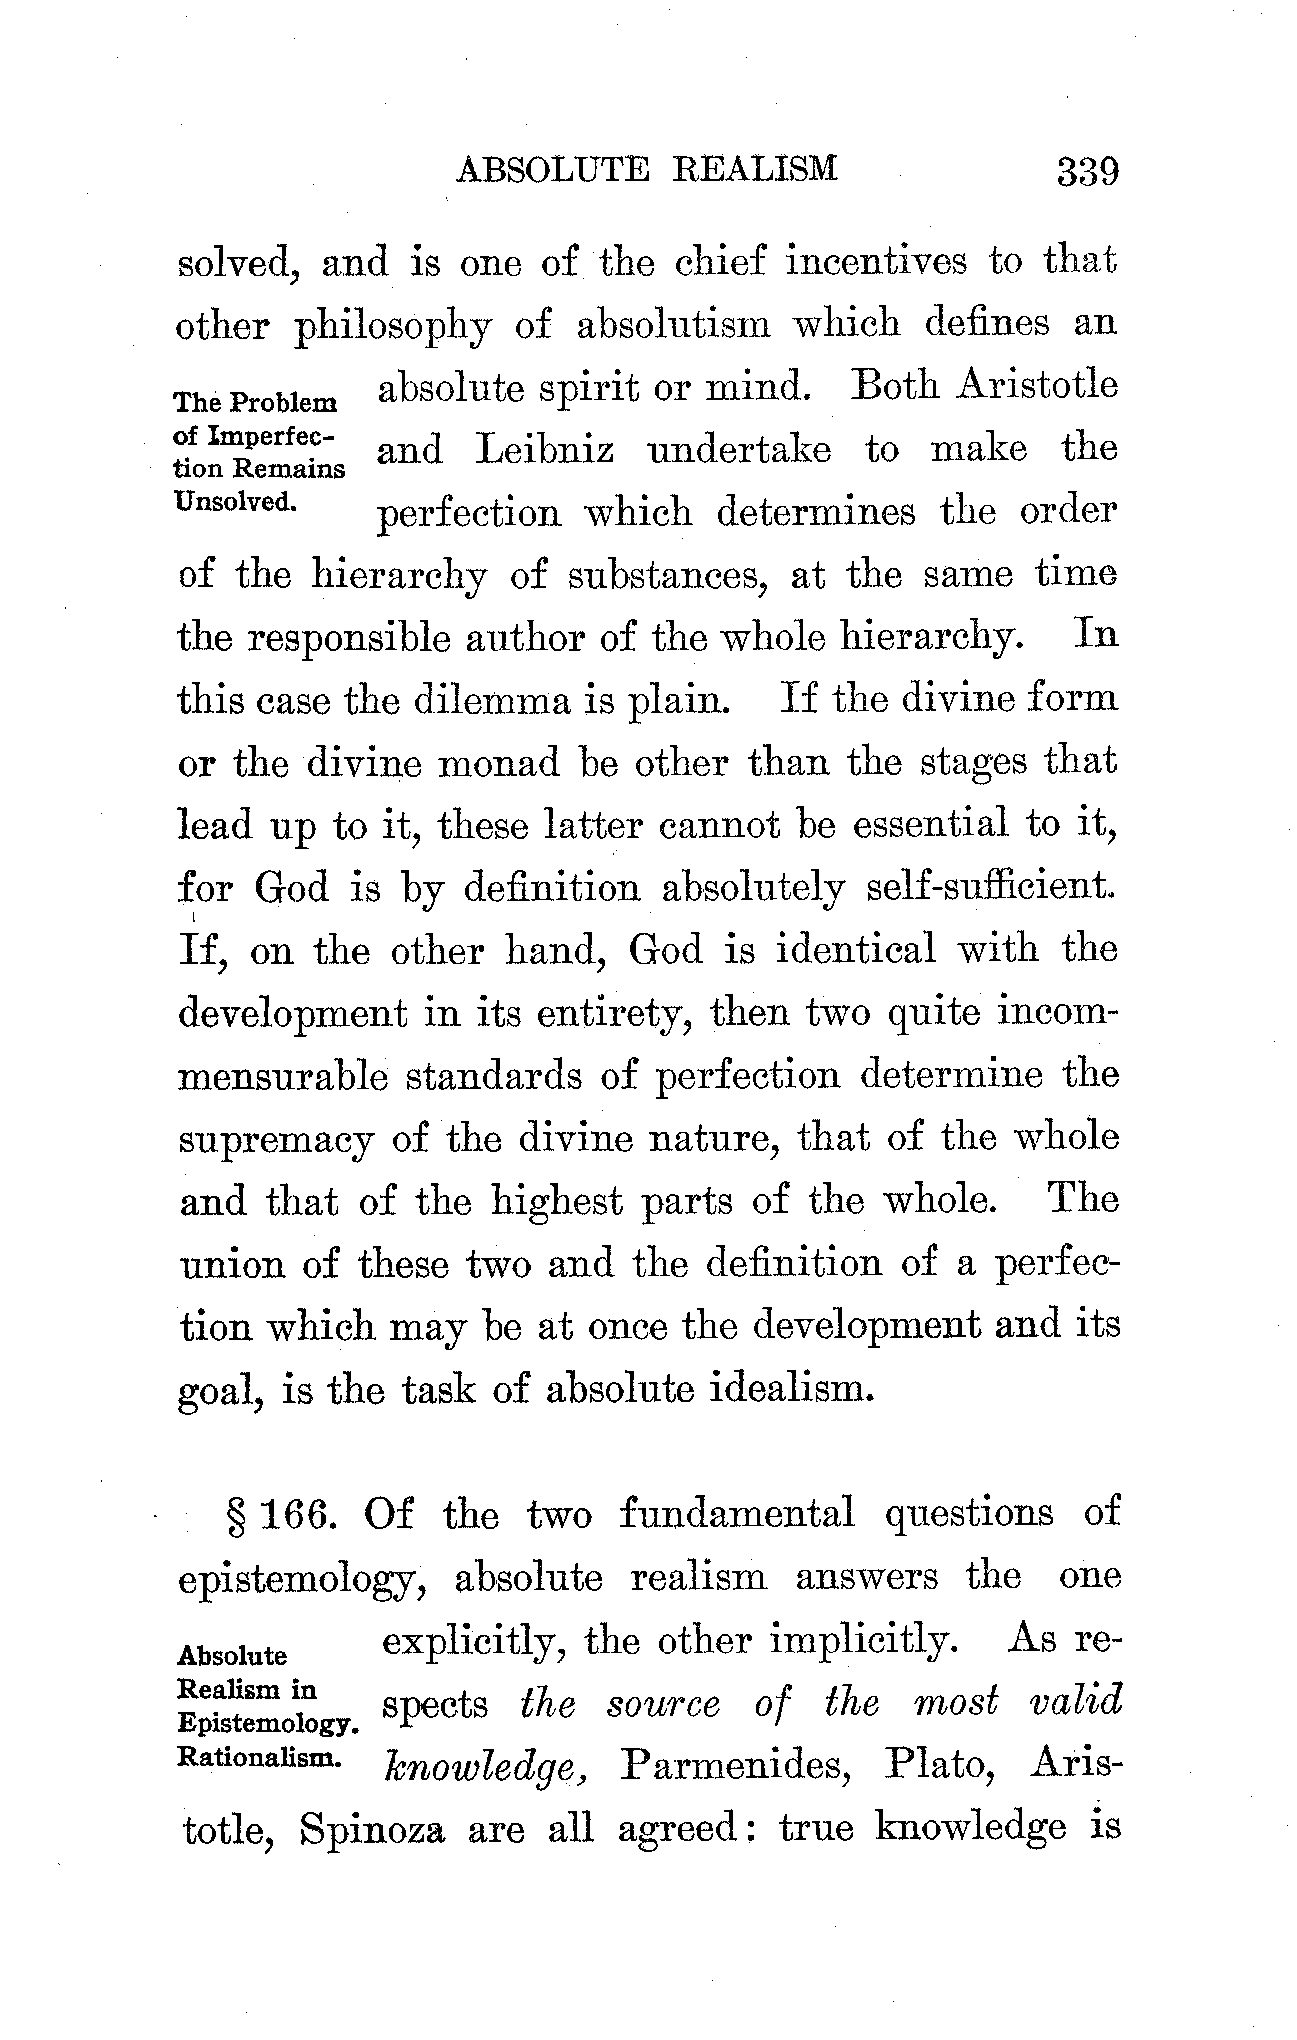 ABSOLUTE REALISM 339
solved, and is one of the chief incentives to that
other philosophy of absolutism which defines an
The Problem
of Imperfec-
tion Remains
Unsolved.
absolute spirit or mind. Both Aristotle
and Leibniz undertake to make the
perfection which determines the order
of the hierarchy of substances, at the same time
the responsible author of the whole hierarchy. In
this case the dilemma is plain. If the divine form
or the divine monad be other than the stages that
lead up to it, these latter cannot be essential to it,
for God is by definition absolutely self-sufficient.
If, on the other hand, God is identical with the
development in its entirety, then two quite incom-
mensurable standards of perfection determine the
supremacy of the divine nature, that of the whole
and that of the highest parts of the whole. The
union of these two and the definition of a perfec-
tion which may be at once the development and its
goal, is the task of absolute idealism.
§ 166. Of the two fundamental questions of
epistemology, absolute realism answers the one
Absolute
Realism in
Epistemology.
Rationalism.
explicitly, the other implicitly. As re-
spects the source of the most valid
knowledge, Parmenides, Plato, Aris-
totle, Spinoza are all agreed: true knowledge is